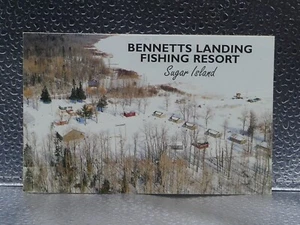 BENNETTS LANDING
FISHING RESORT
Sugar Island